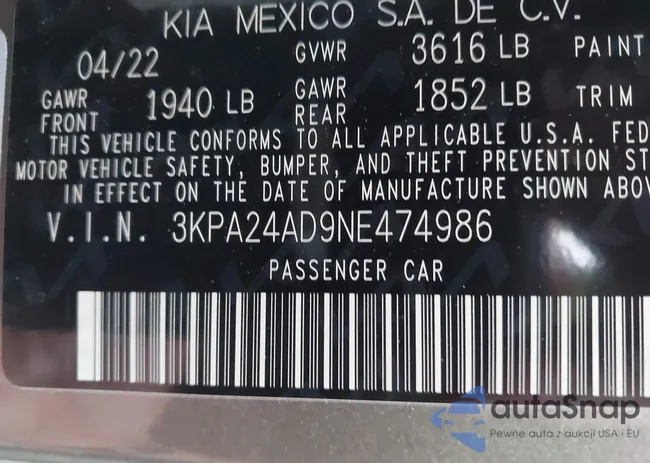 KIA MEXICO S.A. DE C.V.
04/22 GVWR 3616 LB PAINT
GAWR FRONT 1940 LB GAWR REAR 1852 LB TRIM
THIS VEHICLE CONFORMS TO ALL APPLICABLE U.S.A. FED
MOTOR VEHICLE SAFETY, BUMPER, AND THEFT PREVENTION ST
IN EFFECT ON THE DATE OF MANUFACTURE SHOWN ABO
V.I.N. 3KPA24AD9NE474986
PASSENGER CAR
autaSnap
Pewne auta z aukcji USA i EU